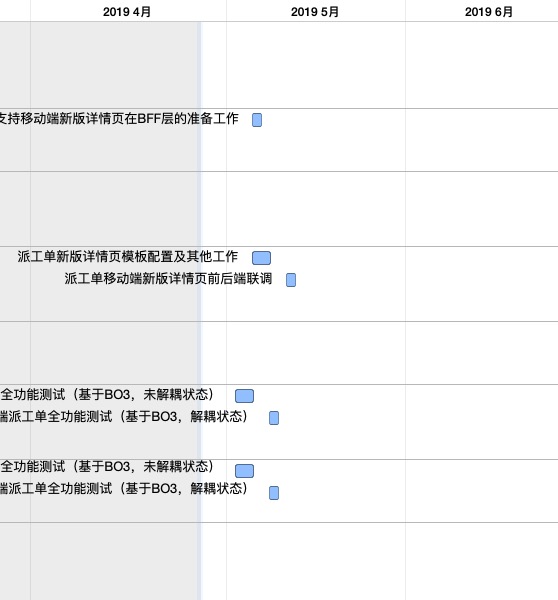 2019 4月 2019 5月 2019 6月
支持移动端新版详情页在BFF层的准备工作
派工单新版详情页模板配置及其他工作
派工单移动端新版详情页前后端联调
全功能测试（基于BO3，未解耦状态）
端派工单全功能测试（基于BO3，解耦状态）
全功能测试（基于BO3，未解耦状态）
端派工单全功能测试（基于BO3，解耦状态）